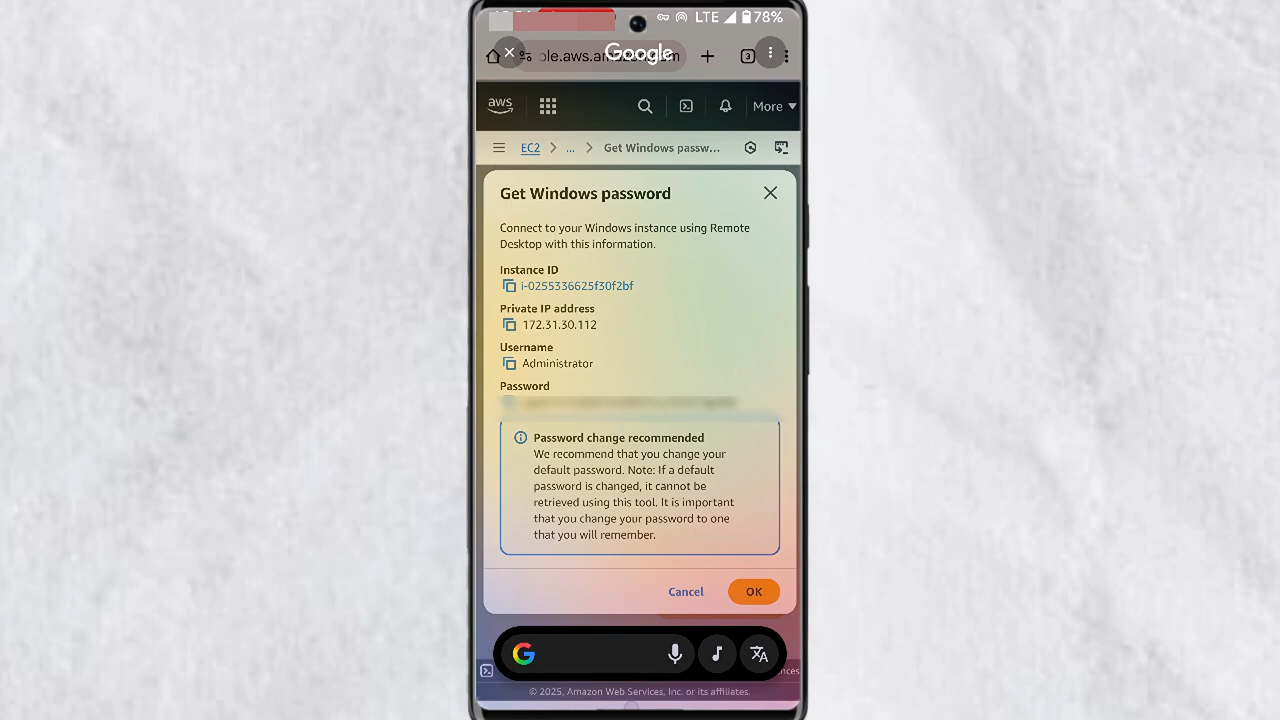 LTE 78%
Google
ble.aws.am
3
aws
More
EC2 ... Get Windows passw...
Get Windows password
Connect to your Windows instance using Remote
Desktop with this information.
Instance ID
i-0255336625f30f2bf
Private IP address
172.31.30.112
Username
Administrator
Password
Password change recommended
We recommend that you change your
default password. Note: If a default
password is changed, it cannot be
retrieved using this tool. It is important
that you change your password to one
that you will remember.
Cancel OK
© 2025, Amazon Web Services, Inc. or its affiliates.